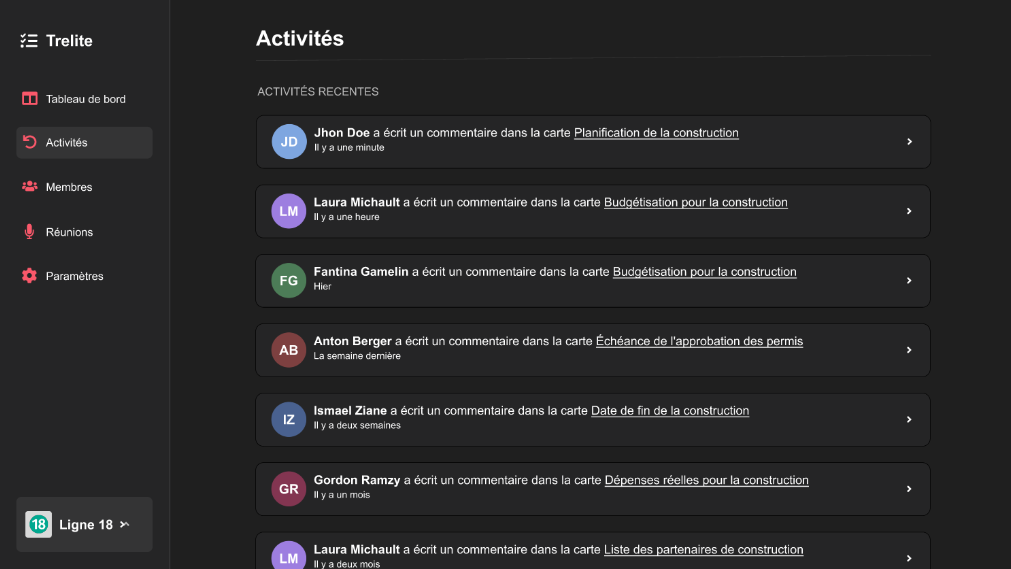 Trelite
Tableau de bord
Activités
Membres
Réunions
Paramètres
18 Ligne 18
Activités
ACTIVITÉS RECENTES
JD
Jhon Doe a écrit un commentaire dans la carte Planification de la construction
Il y a une minute
LM
Laura Michault a écrit un commentaire dans la carte Budgétisation pour la construction
Il y a une heure
FG
Fantina Gamelin a écrit un commentaire dans la carte Budgétisation pour la construction
Hier
AB
Anton Berger a écrit un commentaire dans la carte Échéance de l'approbation des permis
La semaine dernière
IZ
Ismael Ziane a écrit un commentaire dans la carte Date de fin de la construction
Il y a deux semaines
GR
Gordon Ramzy a écrit un commentaire dans la carte Dépenses réelles pour la construction
Il y a un mois
LM
Laura Michault a écrit un commentaire dans la carte Liste des partenaires de construction
Il y a deux mois